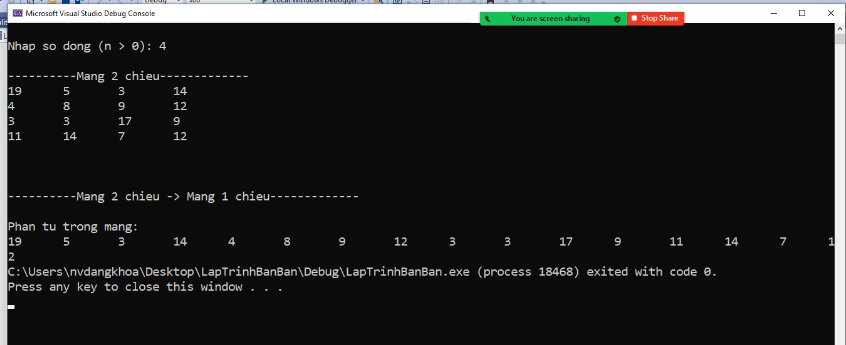 Microsoft Visual Studio Debug Console
You are screen sharing
Stop Share
Nhap so dong (n > 0): 4
----------Mang 2 chieu-------------
19 5 3 14
4 8 9 12
3 3 17 9
11 14 7 12
----------Mang 2 chieu -> Mang 1 chieu-------------
Phan tu trong mang:
19 5 3 14 4 8 9 12 3 3 17 9 11 14 7 1
2
C:\Users\nvdangkhoa\Desktop\LapTrinhBanBan\Debug\LapTrinhBanBan.exe (process 18468) exited with code 0.
Press any key to close this window . . .